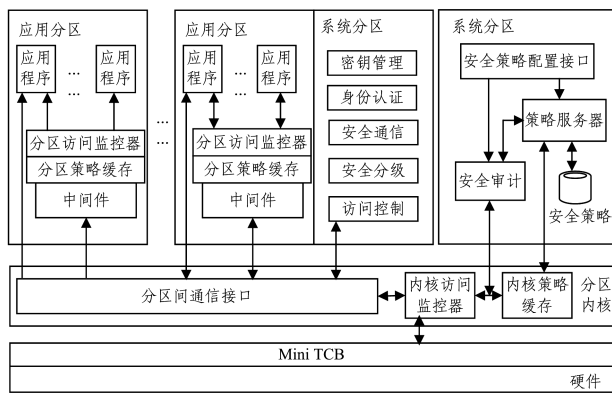 应用分区
应用
程序
…
…
应用
程序
分区访问监控器
分区策略缓存
中间件
…
…
应用分区
应用
程序
…
…
应用
程序
分区访问监控器
分区策略缓存
中间件
系统分区
密钥管理
身份认证
安全通信
安全分级
访问控制
系统分区
安全策略配置接口
策略服务器
安全审计
安全策略
分区间通信接口
内核访问
监控器
内核策略
缓存
分区
内核
Mini TCB
硬件